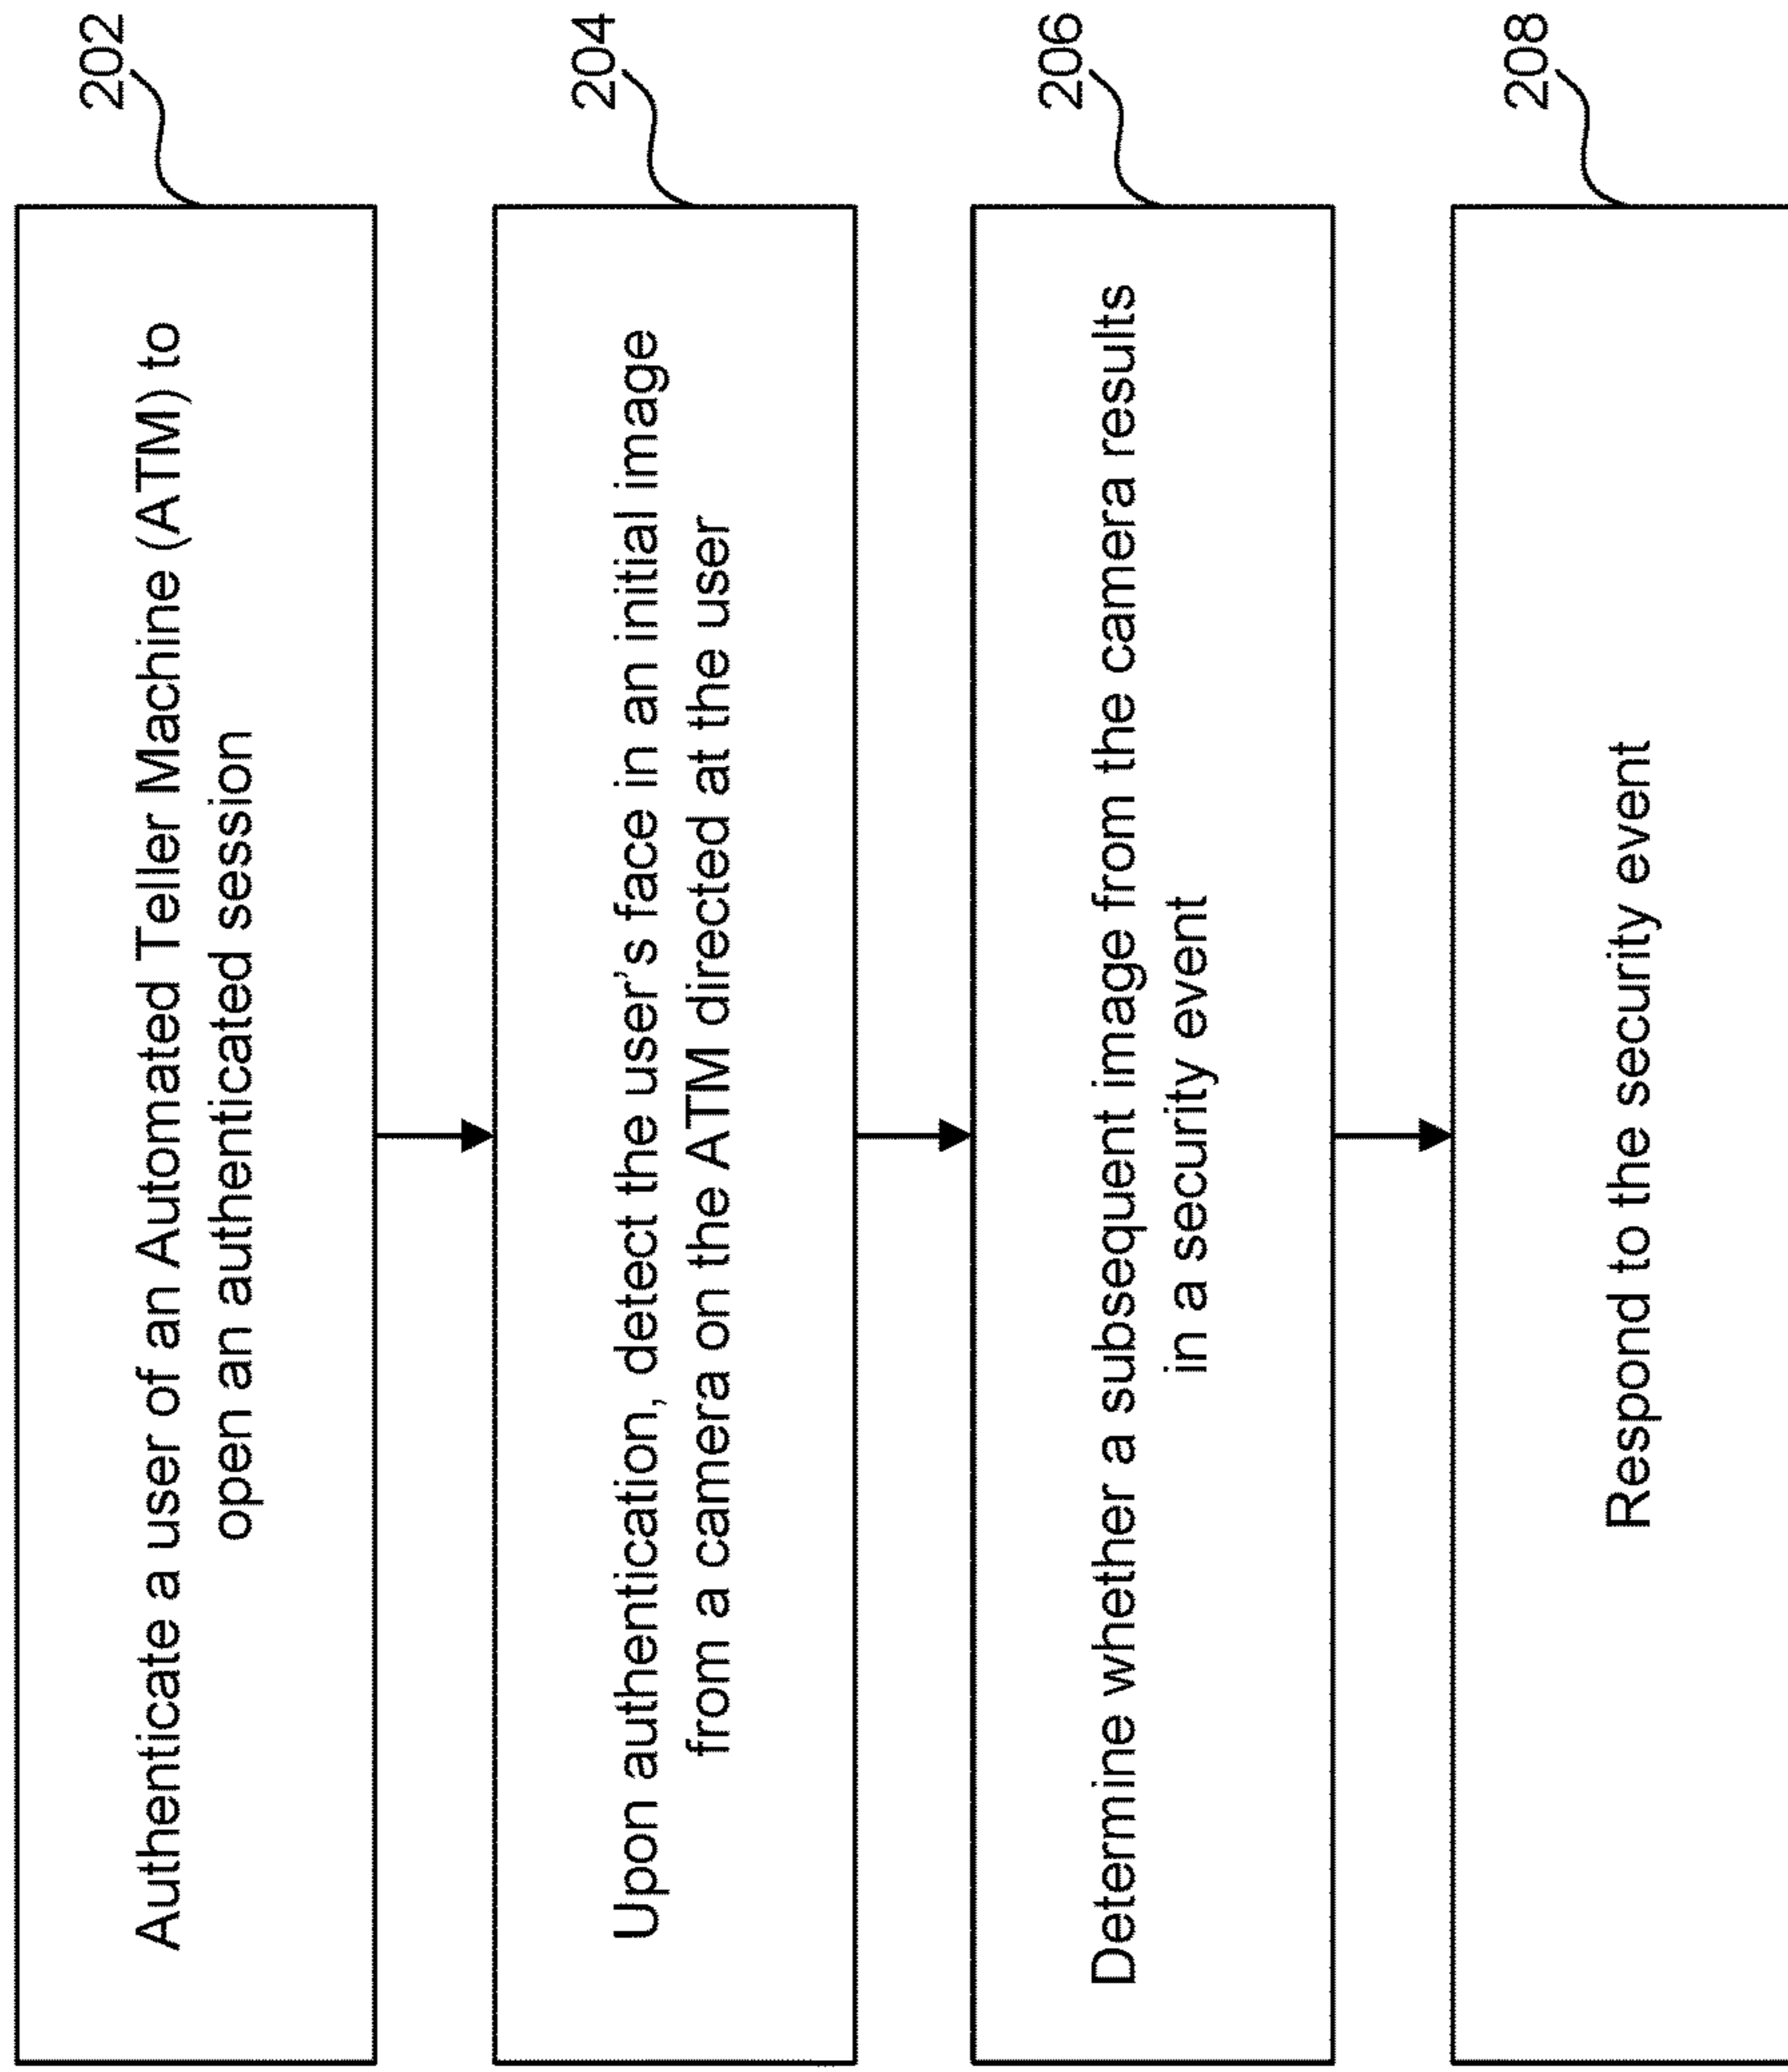 202
Authenticate a user of an Automated Teller Machine (ATM) to
open an authenticated session
204
Upon authentication, detect the user's face in an initial image
from a camera on the ATM directed at the user
206
Determine whether a subsequent image from the camera results
in a security event
208
Respond to the security event